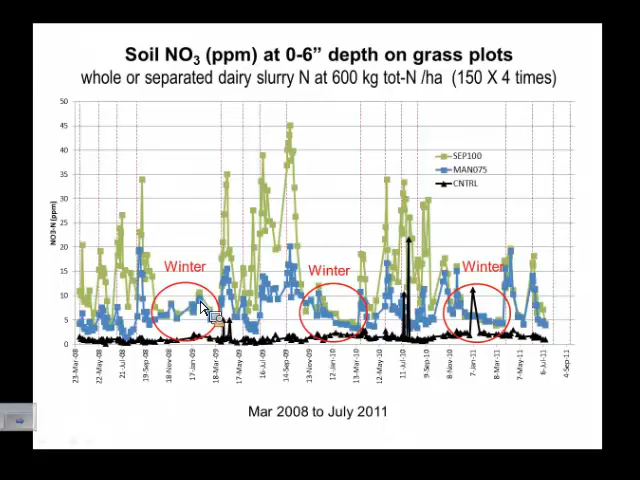 Soil NO3 (ppm) at 0-6” depth on grass plots
whole or separated dairy slurry N at 600 kg tot-N /ha (150 X 4 times)
50
45
40
35
30
25
20
15
10
5
0
NO3-N (ppm)
SEP100
MAN075
CNTRL
Winter
Winter
Winter
23-Mar-08
22-May-08
21-Jul-08
19-Sep-08
18-Nov-08
17-Jan-09
18-Mar-09
17-May-09
16-Jul-09
14-Sep-09
13-Nov-09
12-Jan-10
13-Mar-10
12-May-10
11-Jul-10
9-Sep-10
8-Nov-10
7-Jan-11
8-Mar-11
7-May-11
6-Jul-11
4-Sep-11
Mar 2008 to July 2011